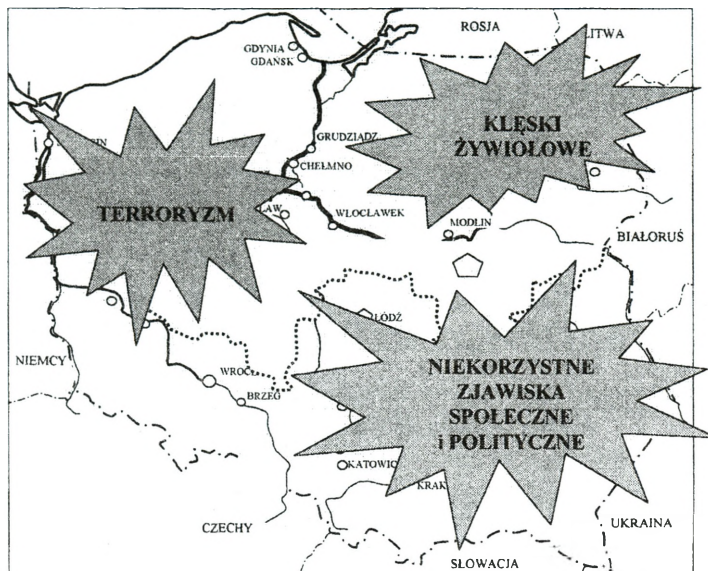 ROSJA
LITWA
GDYNIA
GDAŃSK
KLĘSKI
ŻYWIOŁOWE
GRUDZIĄDZ
CHEŁMNO
TERRORYZM
WŁOCŁAWEK
MODLIN
BIAŁORUŚ
ŁÓDŹ
NIEMCY
NIEKORZYSTNE
ZJAWISKA
SPOŁECZNE
i POLITYCZNE
BRZEG
CZECHY
UKRAINA
SŁOWACJA